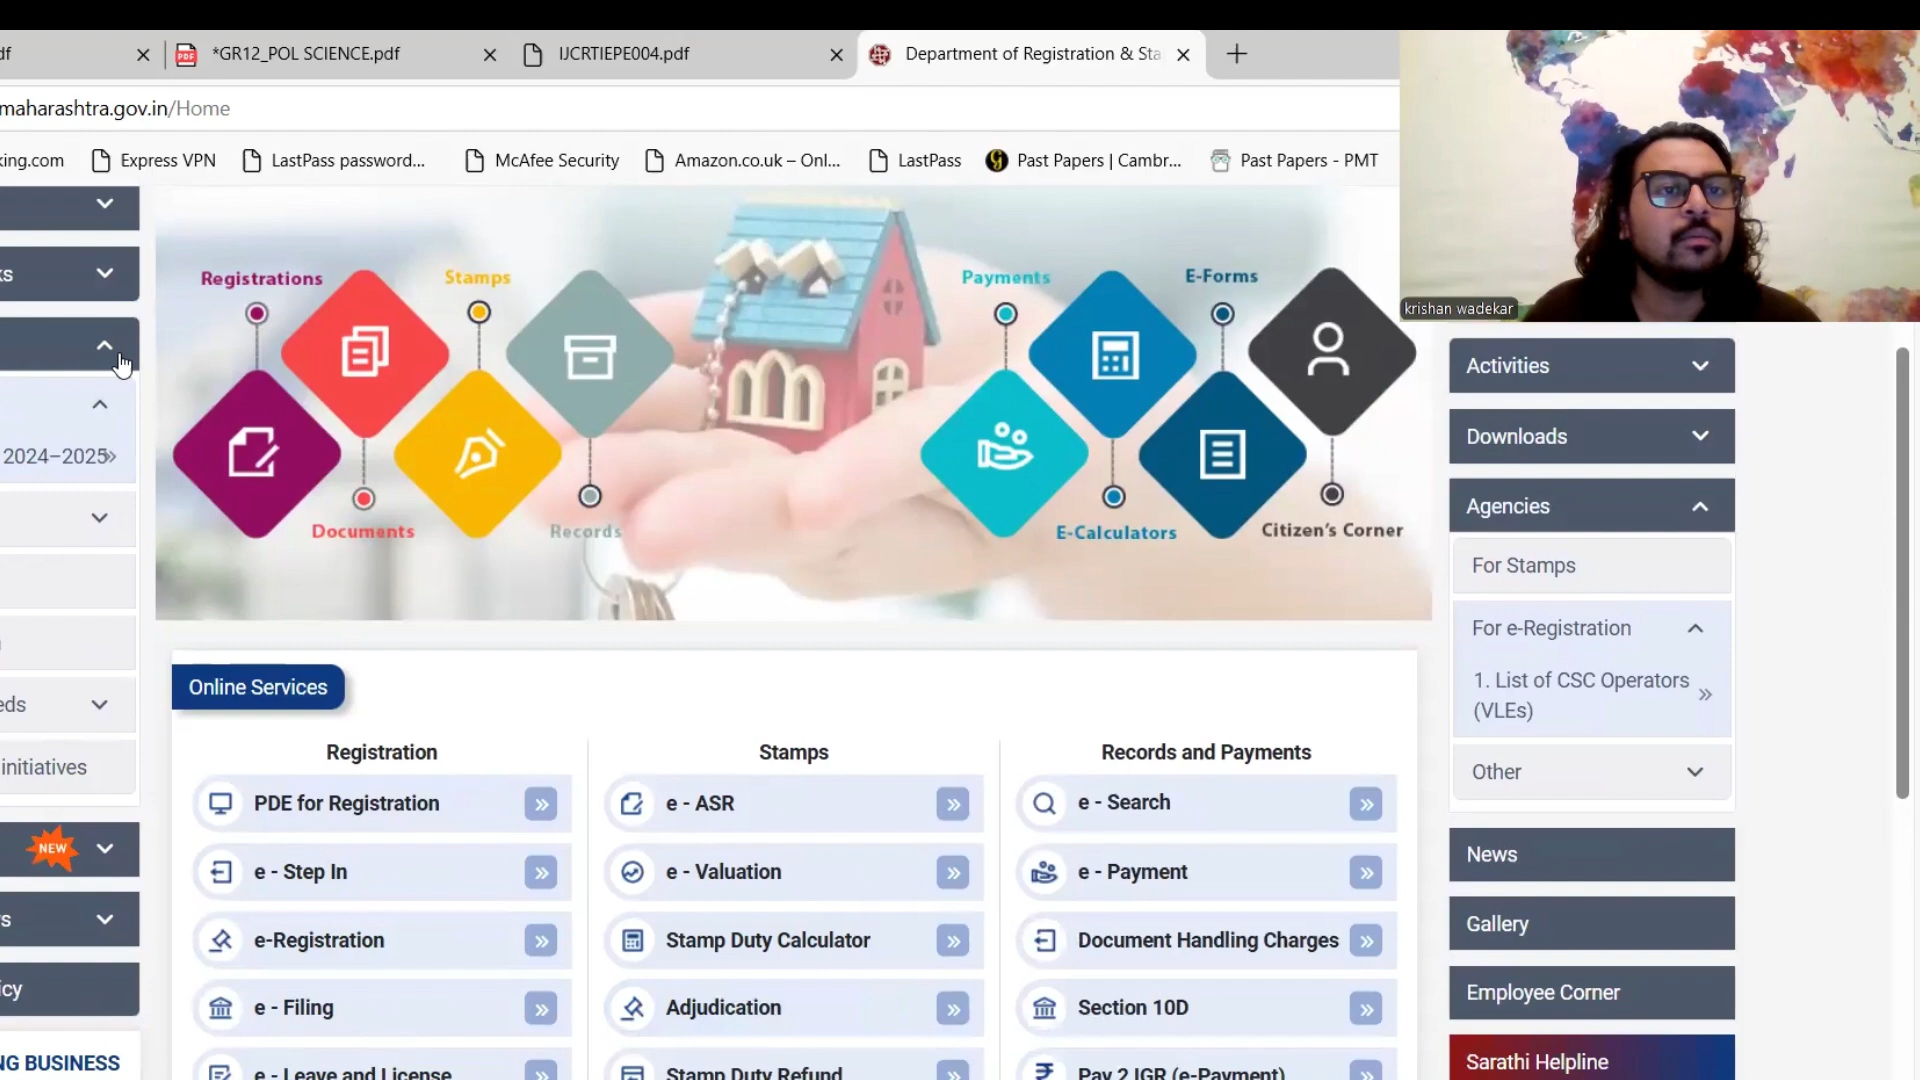 df
*GR12_POL SCIENCE.pdf
IJCRTIEPE004.pdf
Department of Registration & Sta
maharashtra.gov.in/Home
king.com
Express VPN
LastPass password...
McAfee Security
Amazon.co.uk – Onl...
LastPass
Past Papers | Cambr...
Past Papers - PMT
krishan wadekar
ks
2024–2025
eds
initiatives
NEW
rs
icy
NG BUSINESS
Registrations
Stamps
Documents
Records
Payments
E-Forms
E-Calculators
Citizen's Corner
Online Services
Registration
PDE for Registration
e - Step In
e-Registration
e - Filing
e - Leave and License
Stamps
e - ASR
e - Valuation
Stamp Duty Calculator
Adjudication
Stamp Duty Refund
Records and Payments
e - Search
e - Payment
Document Handling Charges
Section 10D
Pay 2 IGR (e-Payment)
Activities
Downloads
Agencies
For Stamps
For e-Registration
1. List of CSC Operators
(VLEs)
Other
News
Gallery
Employee Corner
Sarathi Helpline